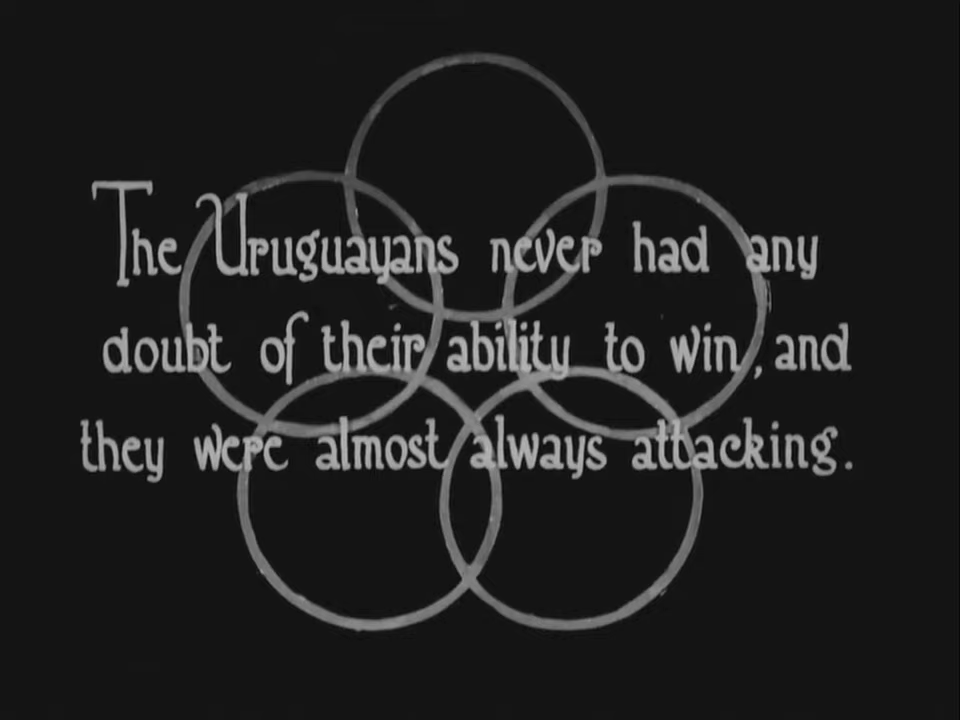 The Uruguayans never had any
doubt of their ability to win, and
they were almost always attacking.